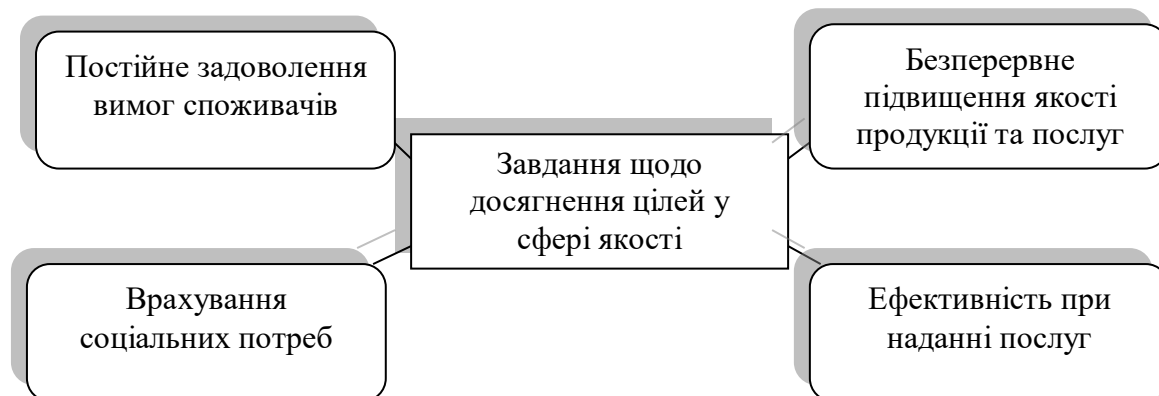 Постійне задоволення
вимог споживачів
Безперервне
підвищення якості
продукції та послуг
Завдання щодо
досягнення цілей у
сфері якості
Врахування
соціальних потреб
Ефективність при
наданні послуг